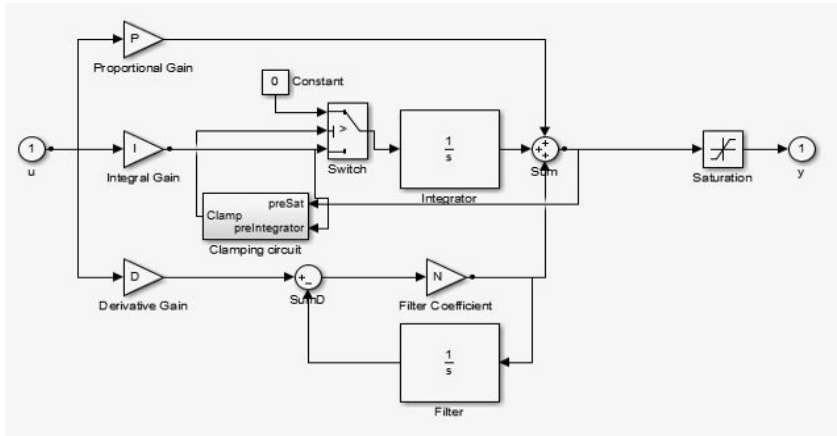 P
Proportional Gain
0 Constant
1
u
I
Integral Gain
>
Switch
1
s
Integrator
+
+
+
Sum
Saturation
1
y
Clamp
preSat
preIntegrator
Clamping circuit
D
Derivative Gain
+
−
SumD
N
Filter Coefficient
1
s
Filter